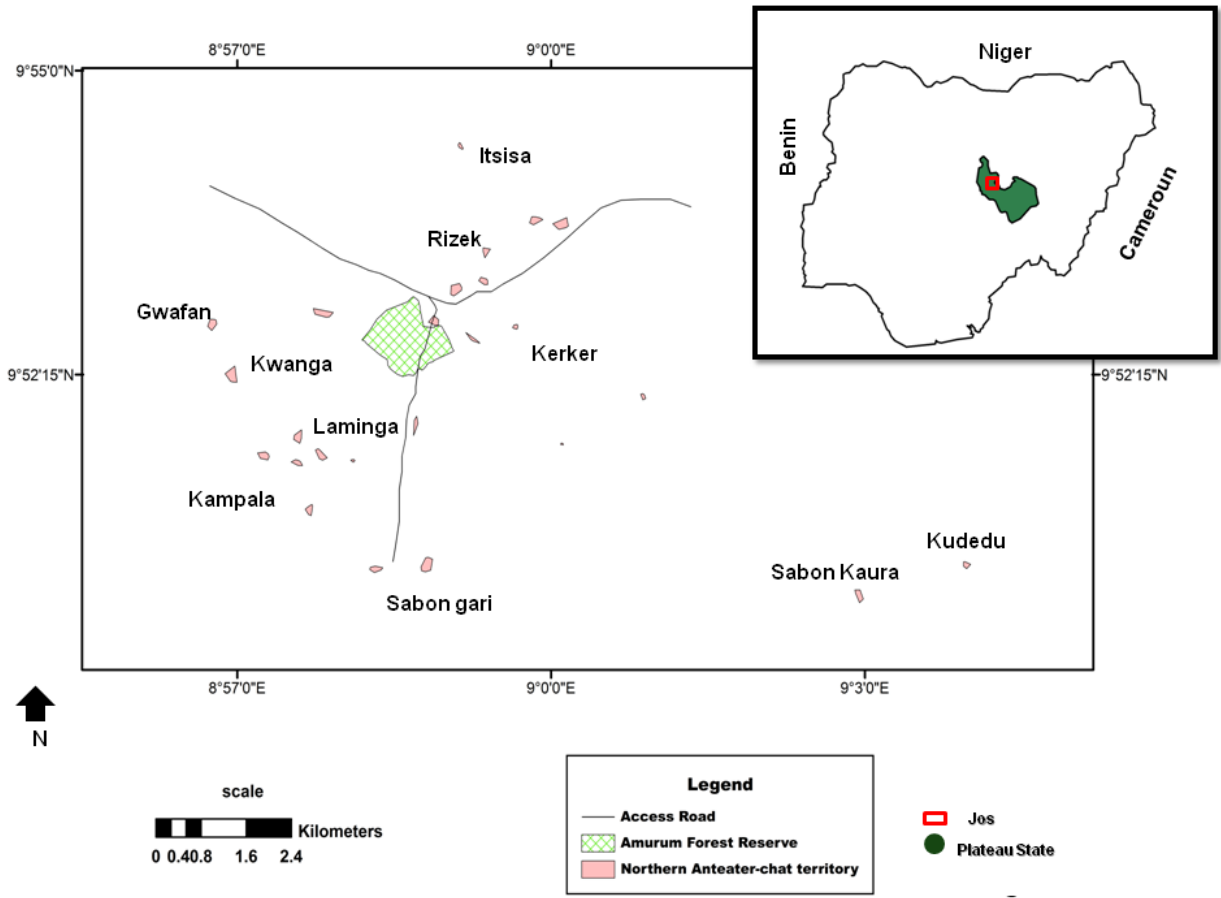 8°57'0"E
9°0'0"E
9°55'0"N
Niger
Benin
Cameroun
Itsisa
Rizek
Gwafan
Kwanga
Kerker
9°52'15"N
9°52'15"N
Laminga
Kampala
Kudedu
Sabon Kaura
Sabon gari
8°57'0"E
9°0'0"E
9°3'0"E
N
scale
Kilometers
0 0.40.8 1.6 2.4
Legend
Access Road
Amurum Forest Reserve
Northern Anteater-chat territory
Jos
Plateau State